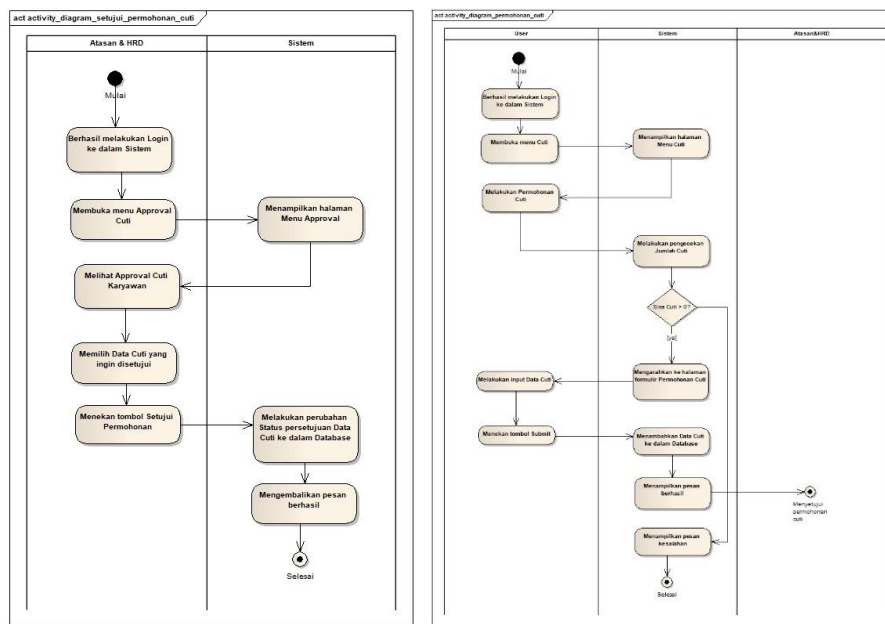 act activity_diagram_setujui_permohonan_cuti
Atasan & HRD
Sistem
Mulai
Berhasil melakukan Login
ke dalam Sistem
Membuka menu Approval
Cuti
Menampilkan halaman
Menu Approval
Melihat Approval Cuti
Karyawan
Memilih Data Cuti yang
ingin disetujui
Menekan tombol Setujui
Permohonan
Melakukan perubahan
Status persetujuan Data
Cuti ke dalam Database
Mengembalikan pesan
berhasil
Selesai
act activity_diagram_permohonan_cuti
User
Sistem
Atasan&HRD
Mulai
Berhasil melakukan Login
ke dalam Sistem
Membuka menu Cuti
Menampilkan halaman
Menu Cuti
Melakukan Permohonan
Cuti
Melakukan pengecekan
Jumlah Cuti
Sisa Cuti > 0?
[ya]
Mengarahkan ke halaman
formulir Permohonan Cuti
Melakukan input Data Cuti
Menekan tombol Submit
Menambahkan Data Cuti
ke dalam Database
Menampilkan pesan
berhasil
Menyetujui
permohonan
cuti
Menampilkan pesan
kesalahan
Selesai